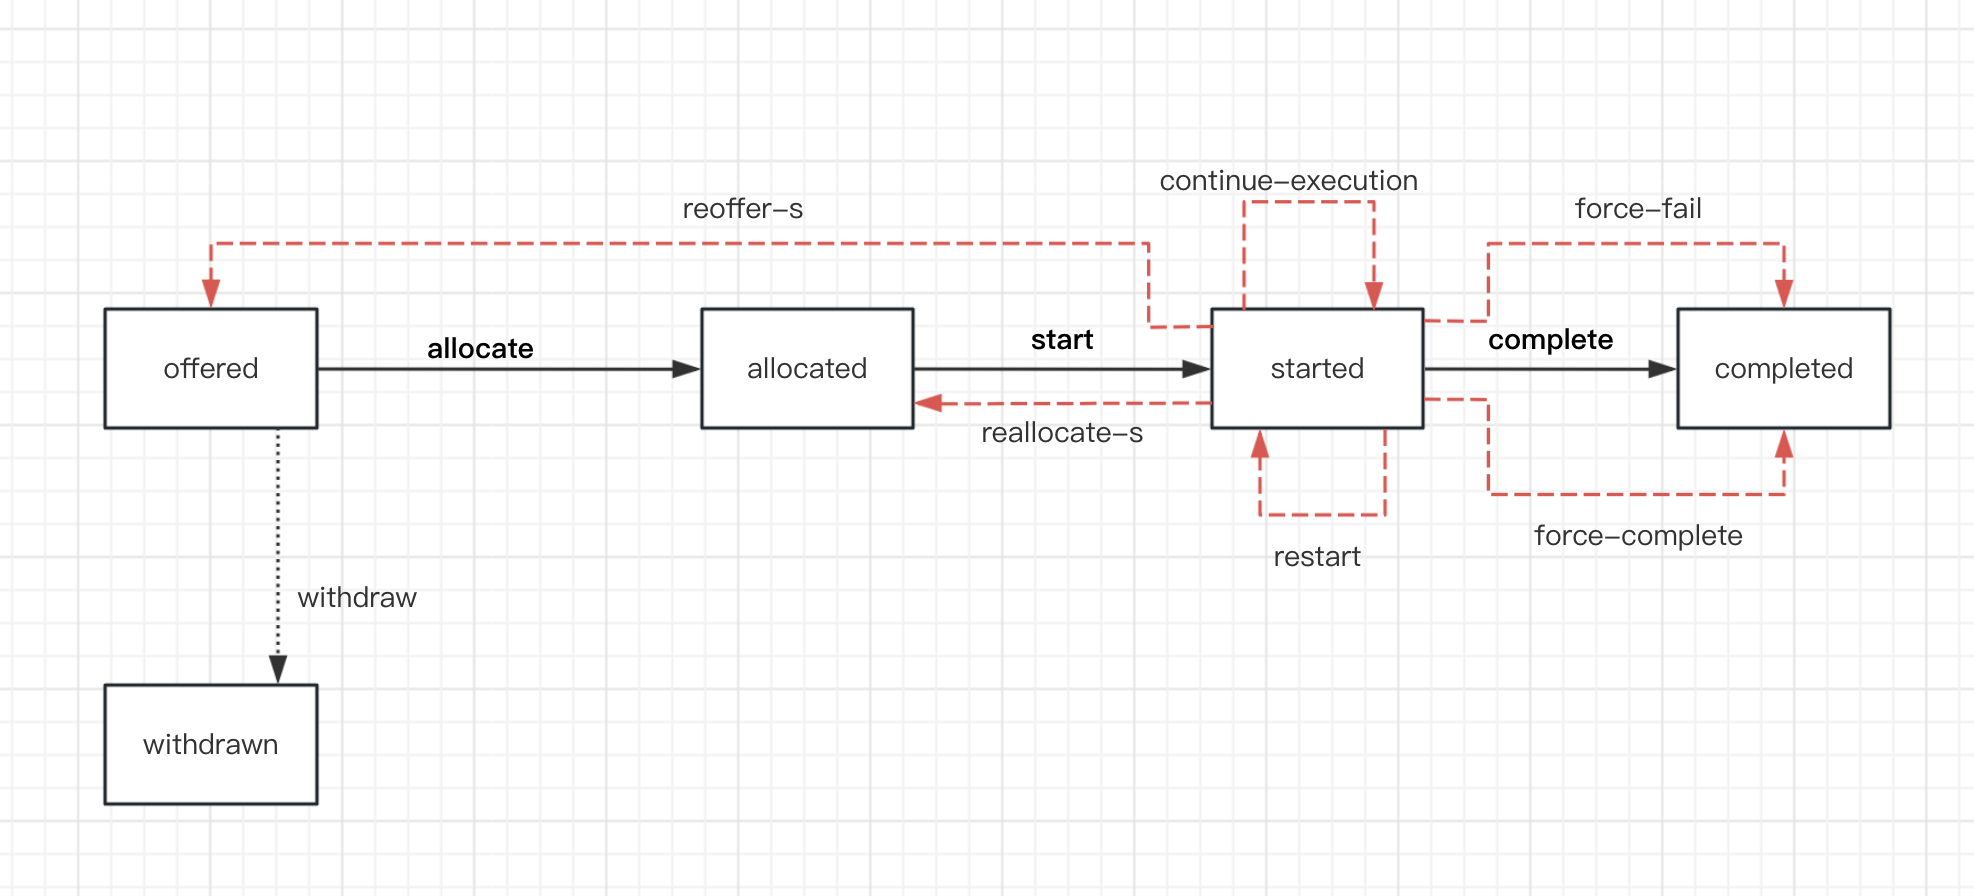 continue–execution
reoffer–s
force–fail
allocate
start
complete
offered
allocated
started
completed
reallocate–s
restart
force–complete
withdraw
withdrawn